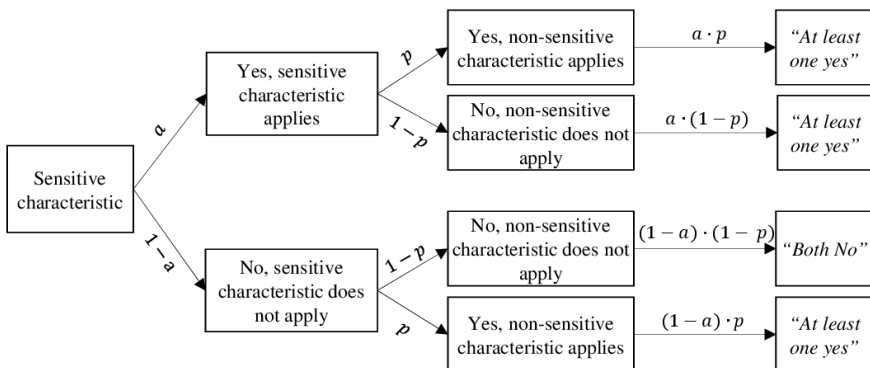 Sensitive
characteristic
a
1−a
Yes, sensitive
characteristic
applies
No, sensitive
characteristic does
not apply
p
1−p
1−p
p
Yes, non-sensitive
characteristic applies
No, non-sensitive
characteristic does not
apply
No, non-sensitive
characteristic does not
apply
Yes, non-sensitive
characteristic applies
a · p
a · (1 − p)
(1 − a) · (1 − p)
(1 − a) · p
“At least
one yes”
“At least
one yes”
“Both No”
“At least
one yes”